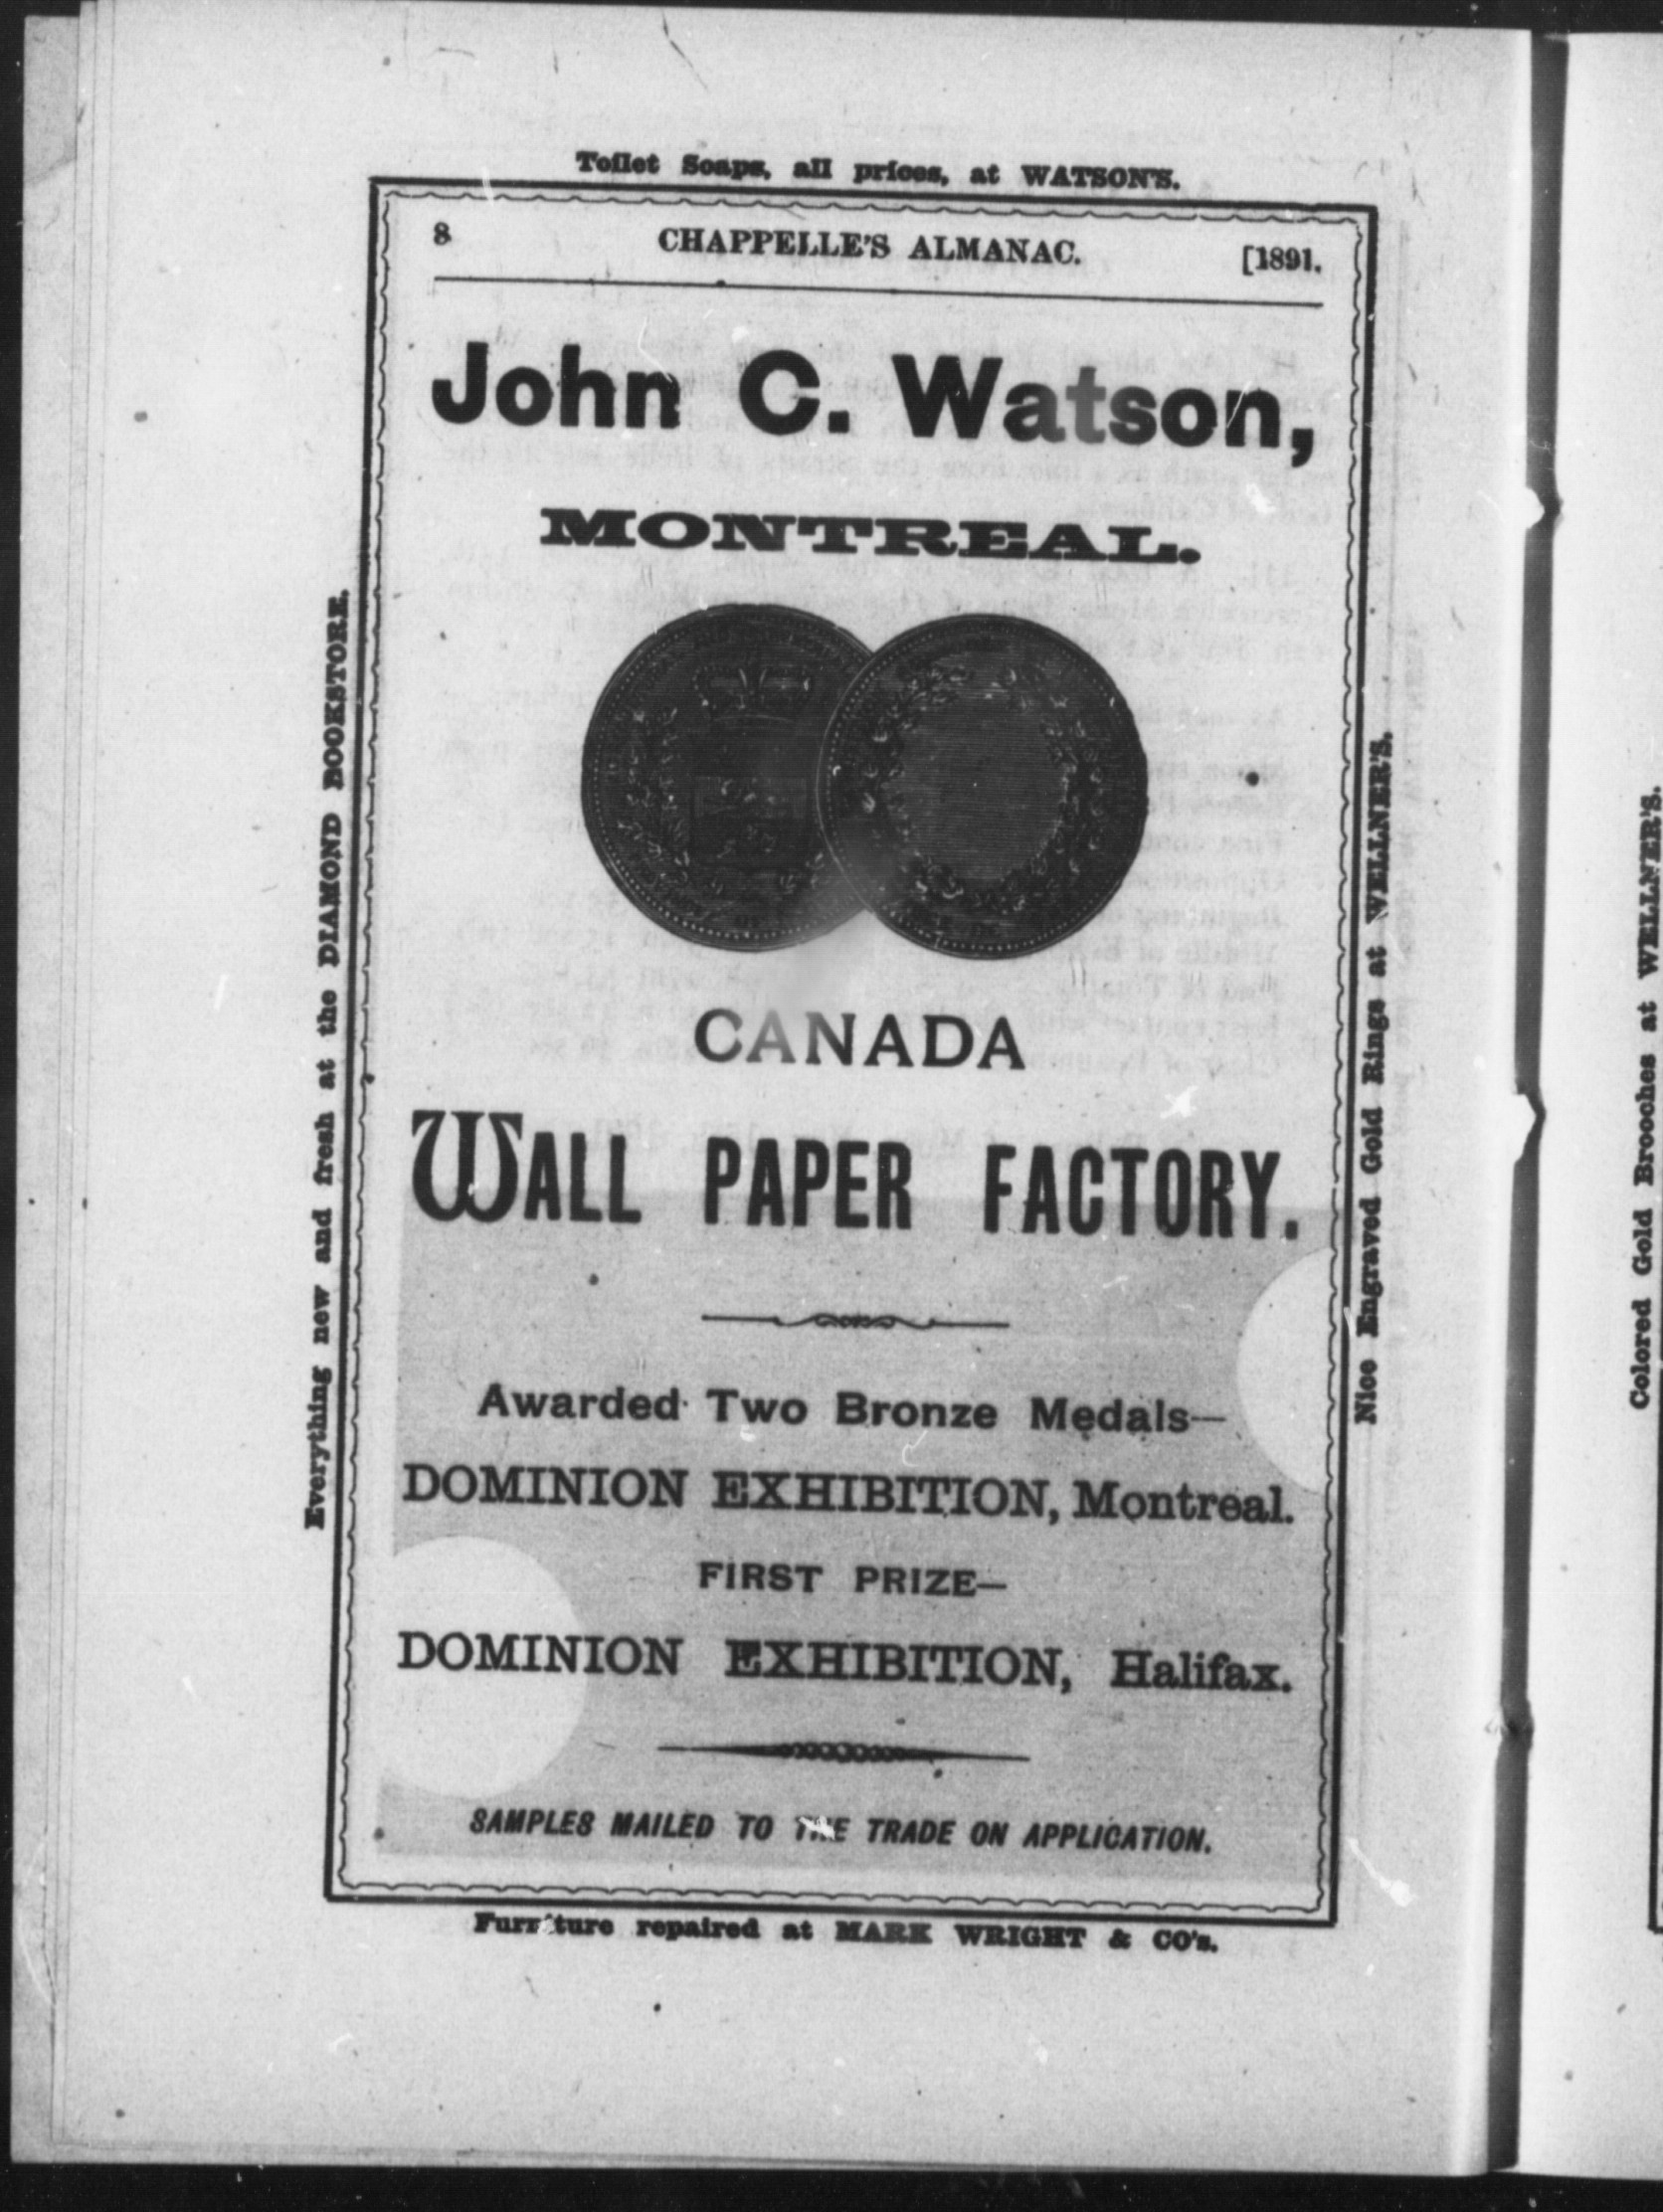 Toilet Soaps, all prices, at WATSON'S.
8 CHAPPELLE'S ALMANAC. [1891.
John C. Watson,
MONTREAL.
CANADA
WALL PAPER FACTORY.
Awarded Two Bronze Medals—
DOMINION EXHIBITION, Montreal.
FIRST PRIZE—
DOMINION EXHIBITION, Halifax.
SAMPLES MAILED TO THE TRADE ON APPLICATION.
Furniture repaired at MARK WRIGHT & CO's.
Everything new and fresh at the DIAMOND BOOKSTORE.
Nice Engraved Gold Rings at WELLNER'S.
Colored Gold Brooches at WELLNER'S.